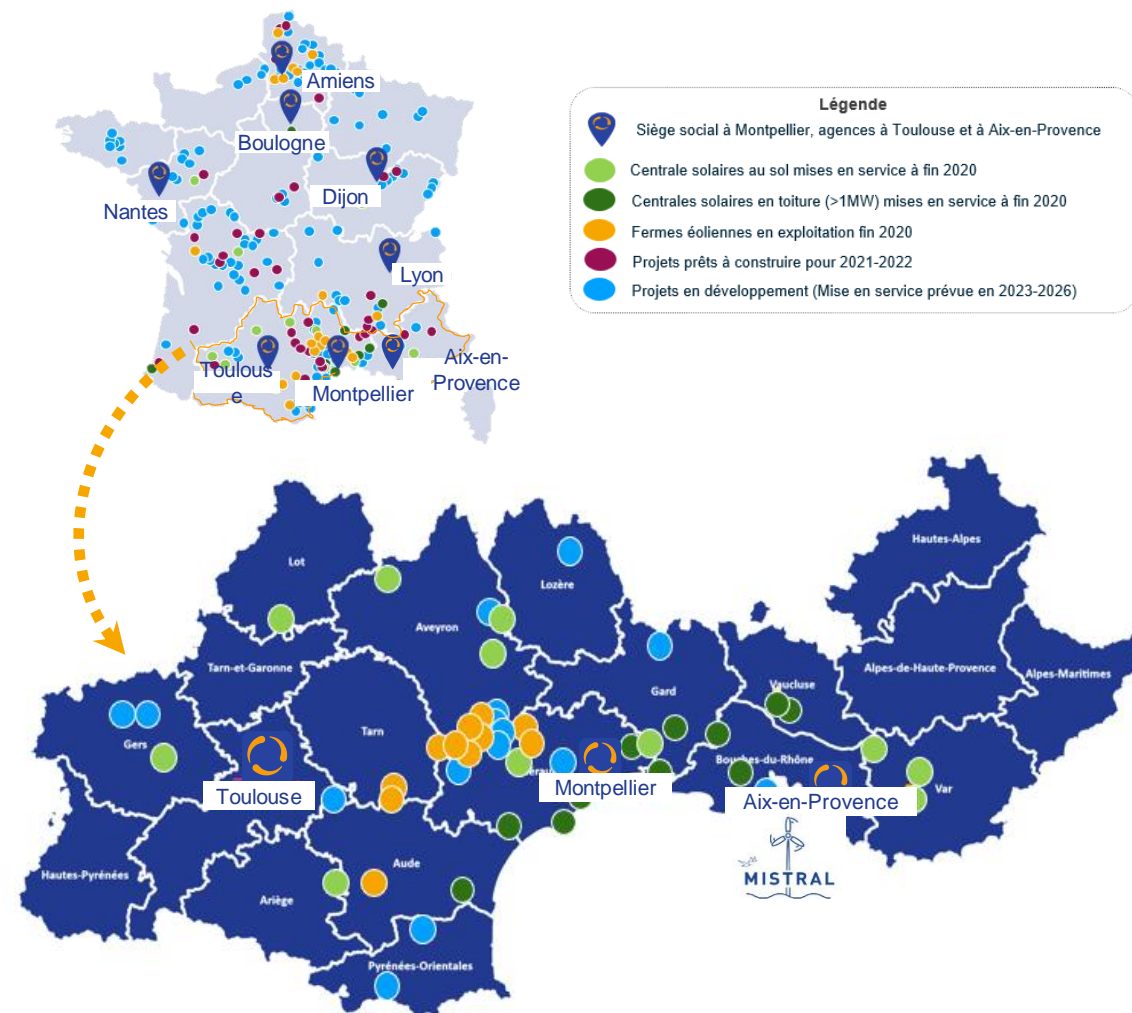 Amiens
Boulogne
Nantes
Dijon
Lyon
Toulous
e
Montpellier
Aix-en-
Provence
Légende
Siège social à Montpellier, agences à Toulouse et à Aix-en-Provence
Centrale solaires au sol mises en service à fin 2020
Centrales solaires en toiture (>1MW) mises en service à fin 2020
Fermes éoliennes en exploitation fin 2020
Projets prêts à construire pour 2021-2022
Projets en développement (Mise en service prévue en 2023-2026)
Hautes-Alpes
Lot
Lozère
Aveyron
Tarn-et-Garonne
Alpes-de-Haute-Provence
Alpes-Maritimes
Gard
Vaucluse
Gers
Tarn
Bouches-du-Rhône
Toulouse
Montpellier
Aix-en-Provence
Var
Hautes-Pyrénées
Aude
Ariège
MISTRAL
Pyrénées-Orientales